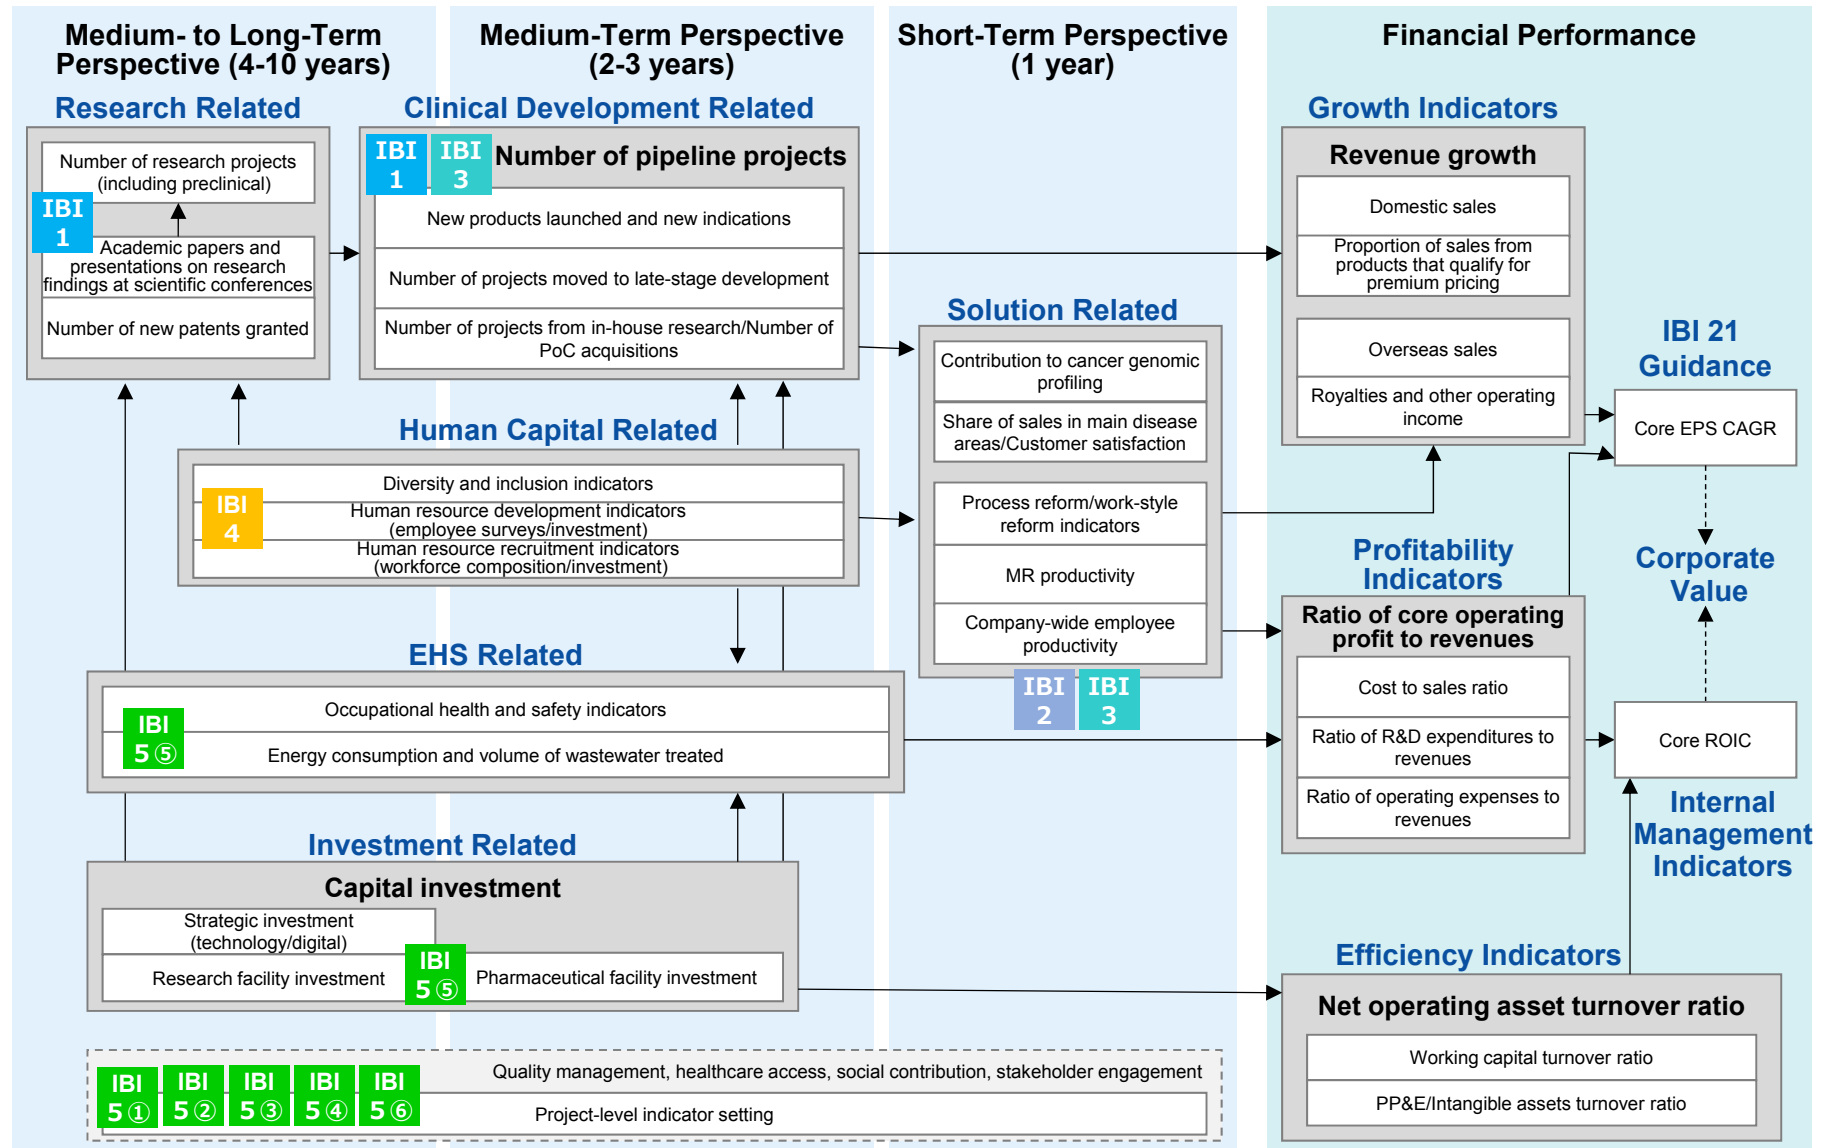 Medium- to Long-Term
Perspective (4-10 years)
Medium-Term Perspective
(2-3 years)
Short-Term Perspective
(1 year)
Financial Performance
Research Related
Number of research projects
(including preclinical)
IBI
1
Academic papers and
presentations on research
findings at scientific conferences
Number of new patents granted
Clinical Development Related
IBI
1
IBI
3
Number of pipeline projects
New products launched and new indications
Number of projects moved to late-stage development
Number of projects from in-house research/Number of
PoC acquisitions
Human Capital Related
IBI
4
Diversity and inclusion indicators
Human resource development indicators
(employee surveys/investment)
Human resource recruitment indicators
(workforce composition/investment)
EHS Related
IBI
5⑤
Occupational health and safety indicators
Energy consumption and volume of wastewater treated
Investment Related
Capital investment
Strategic investment
(technology/digital)
Research facility investment
IBI
5⑤
Pharmaceutical facility investment
Solution Related
Contribution to cancer genomic
profiling
Share of sales in main disease
areas/Customer satisfaction
Process reform/work-style
reform indicators
MR productivity
Company-wide employee
productivity
IBI
2
IBI
3
Growth Indicators
Revenue growth
Domestic sales
Proportion of sales from
products that qualify for
premium pricing
Overseas sales
Royalties and other operating
income
Profitability
Indicators
Ratio of core operating
profit to revenues
Cost to sales ratio
Ratio of R&D expenditures to
revenues
Ratio of operating expenses to
revenues
Efficiency Indicators
Net operating asset turnover ratio
Working capital turnover ratio
PP&E/Intangible assets turnover ratio
IBI 21
Guidance
Core EPS CAGR
Corporate
Value
Core ROIC
Internal
Management
Indicators
IBI
5①
IBI
5②
IBI
5③
IBI
5④
IBI
5⑥
Quality management, healthcare access, social contribution, stakeholder engagement
Project-level indicator setting